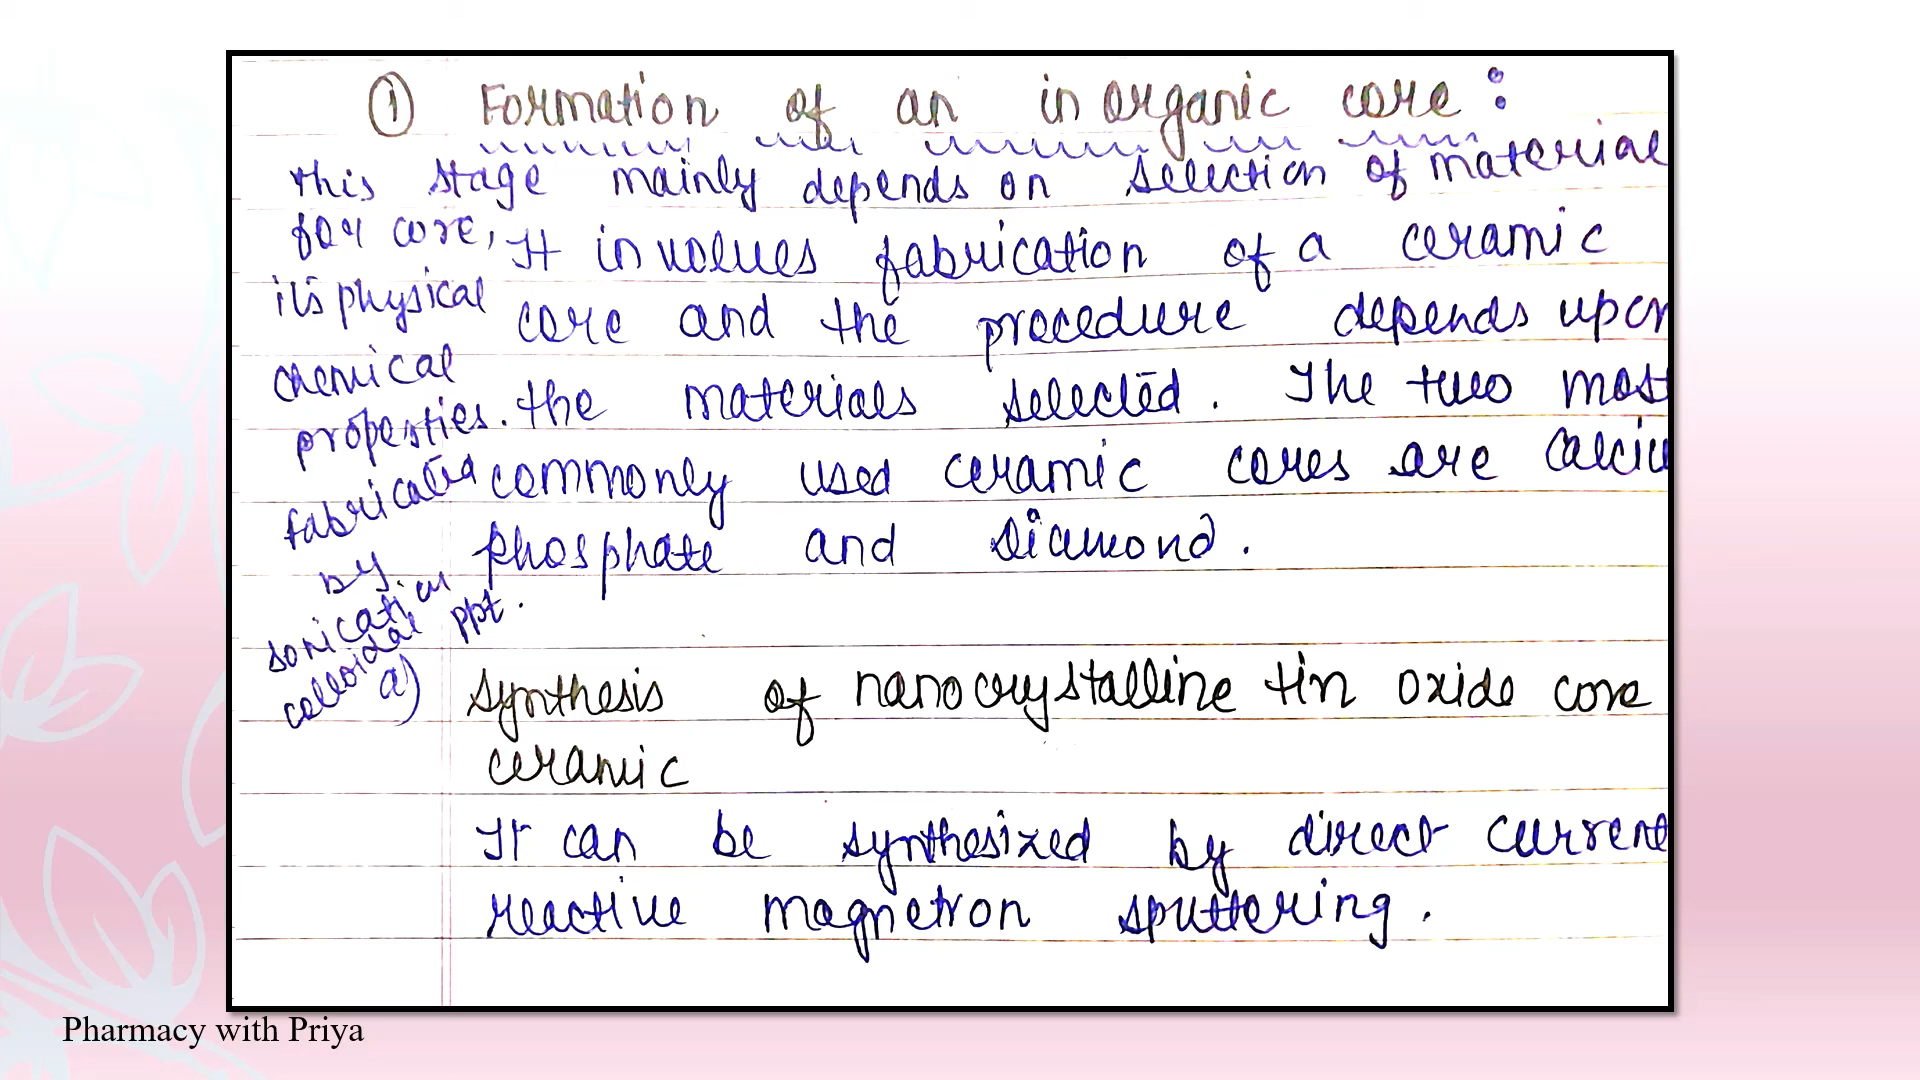 ① Formation of an inorganic core :
this stage mainly depends on selection of material
for core,
its physical
chemical
properties.
fabricated
by
sonication
colloidal ppt.
It involves fabrication of a ceramic
core and the procedure depends upon
the materials selected. The two most
commonly used ceramic cores are calciu
phosphate and diamond.
a) synthesis of nanocrystalline tin oxide core
ceramic
It can be synthesized by direct current
reactive magnetron sputtering.
Pharmacy with Priya